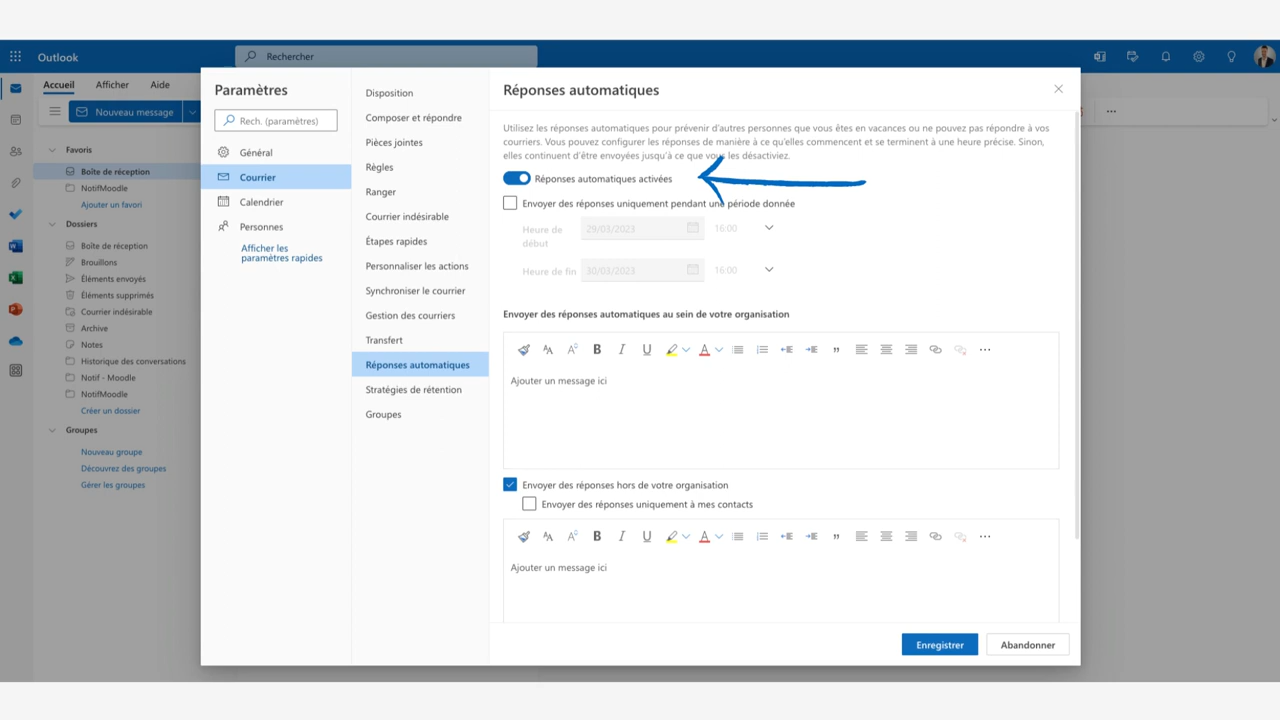 Outlook
Rechercher
Accueil
Afficher
Aide
Nouveau message
Favoris
Boîte de réception
NotifMoodle
Ajouter un favori
Dossiers
Boîte de réception
Brouillons
Éléments envoyés
Éléments supprimés
Courrier indésirable
Archive
Notes
Historique des conversations
Notif - Moodle
NotifMoodle
Créer un dossier
Groupes
Nouveau groupe
Découvrez des groupes
Gérer les groupes
Paramètres
Rech. (paramètres)
Général
Courrier
Calendrier
Personnes
Afficher les
paramètres rapides
Disposition
Composer et répondre
Pièces jointes
Règles
Ranger
Courrier indésirable
Étapes rapides
Personnaliser les actions
Synchroniser le courrier
Gestion des courriers
Transfert
Réponses automatiques
Stratégies de rétention
Groupes
Réponses automatiques
Utilisez les réponses automatiques pour prévenir d'autres personnes que vous êtes en vacances ou ne pouvez pas répondre à vos
courriers. Vous pouvez configurer les réponses de manière à ce qu'elles commencent et se terminent à une heure précise. Sinon,
elles continuent d'être envoyées jusqu'à ce que vous les désactiviez.
Réponses automatiques activées
Envoyer des réponses uniquement pendant une période donnée
Heure de
début
29/03/2023
16:00
Heure de fin
30/03/2023
16:00
Envoyer des réponses automatiques au sein de votre organisation
Ajouter un message ici
Envoyer des réponses hors de votre organisation
Envoyer des réponses uniquement à mes contacts
Ajouter un message ici
Enregistrer
Abandonner